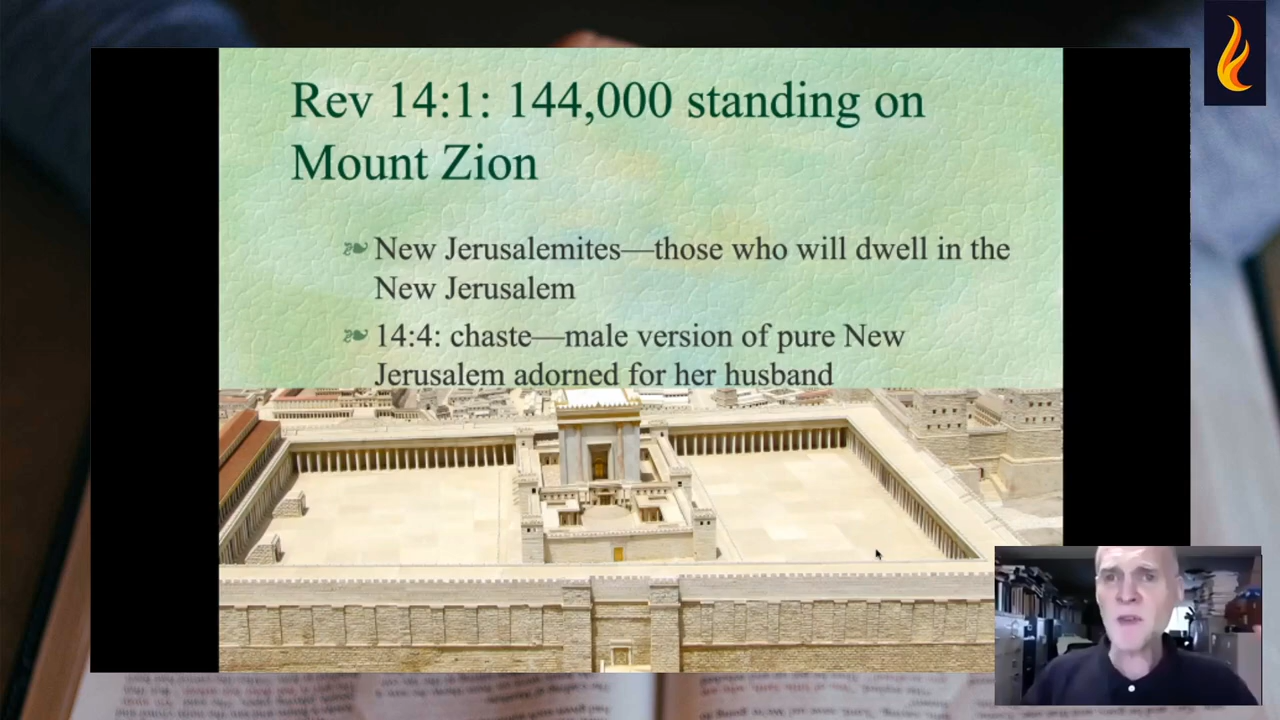 Rev 14:1: 144,000 standing on
Mount Zion
New Jerusalemites—those who will dwell in the
New Jerusalem
14:4: chaste—male version of pure New
Jerusalem adorned for her husband